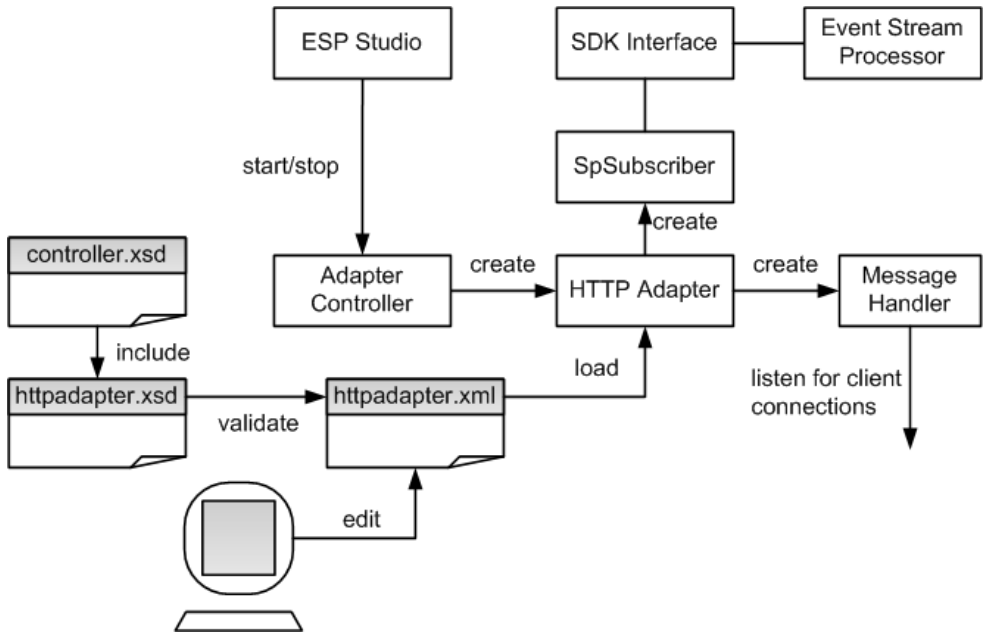 ESP Studio
SDK Interface
Event Stream
Processor
start/stop
SpSubscriber
create
controller.xsd
Adapter
Controller
create
HTTP Adapter
create
Message
Handler
include
load
listen for client
connections
httpadapter.xsd
validate
httpadapter.xml
edit